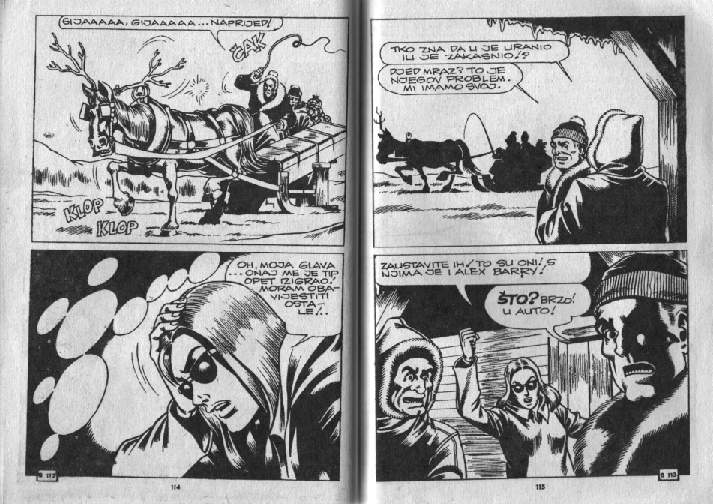 GIJAAAAA, GIJAAAAA...NAPRIJED!
ČAK
KLOP
KLOP
OH, MOJA GLAVA
...ONAJ ME JE TIP
OPET IZIGRAO!
MORAM OBA-
VIJESTITI
OSTA-
LE!..
114
TKO ZNA DA LI JE URANIO
ILI JE ZAKASNIO!?
DJED MRAZ? TO JE
NJEGOV PROBLEM.
MI IMAMO SVOJ.
ZAUSTAVITE IH! TO SU ONI! S
NJIMA JE I ALEX BARRY!
ŠTO? BRZO!
U AUTO!
115